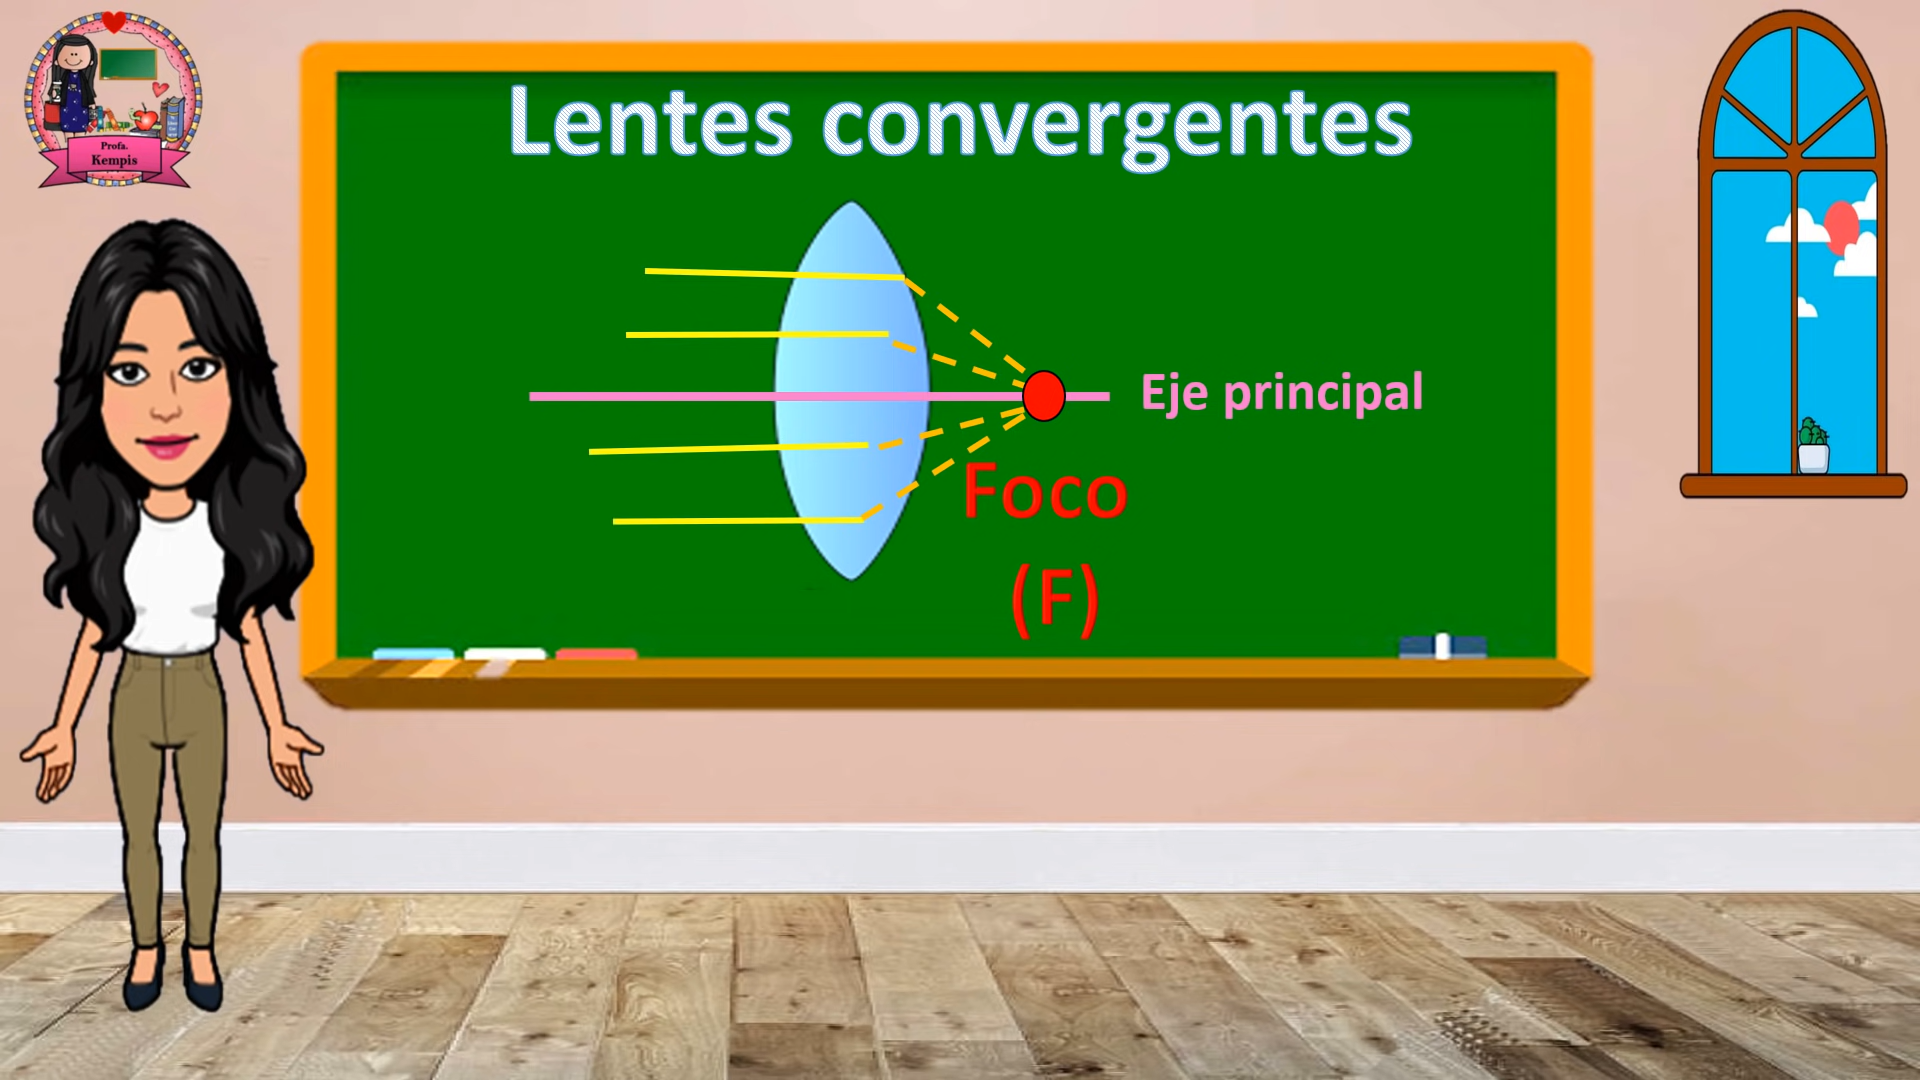 Profa.
Kempis
Lentes convergentes
Eje principal
Foco
(F)